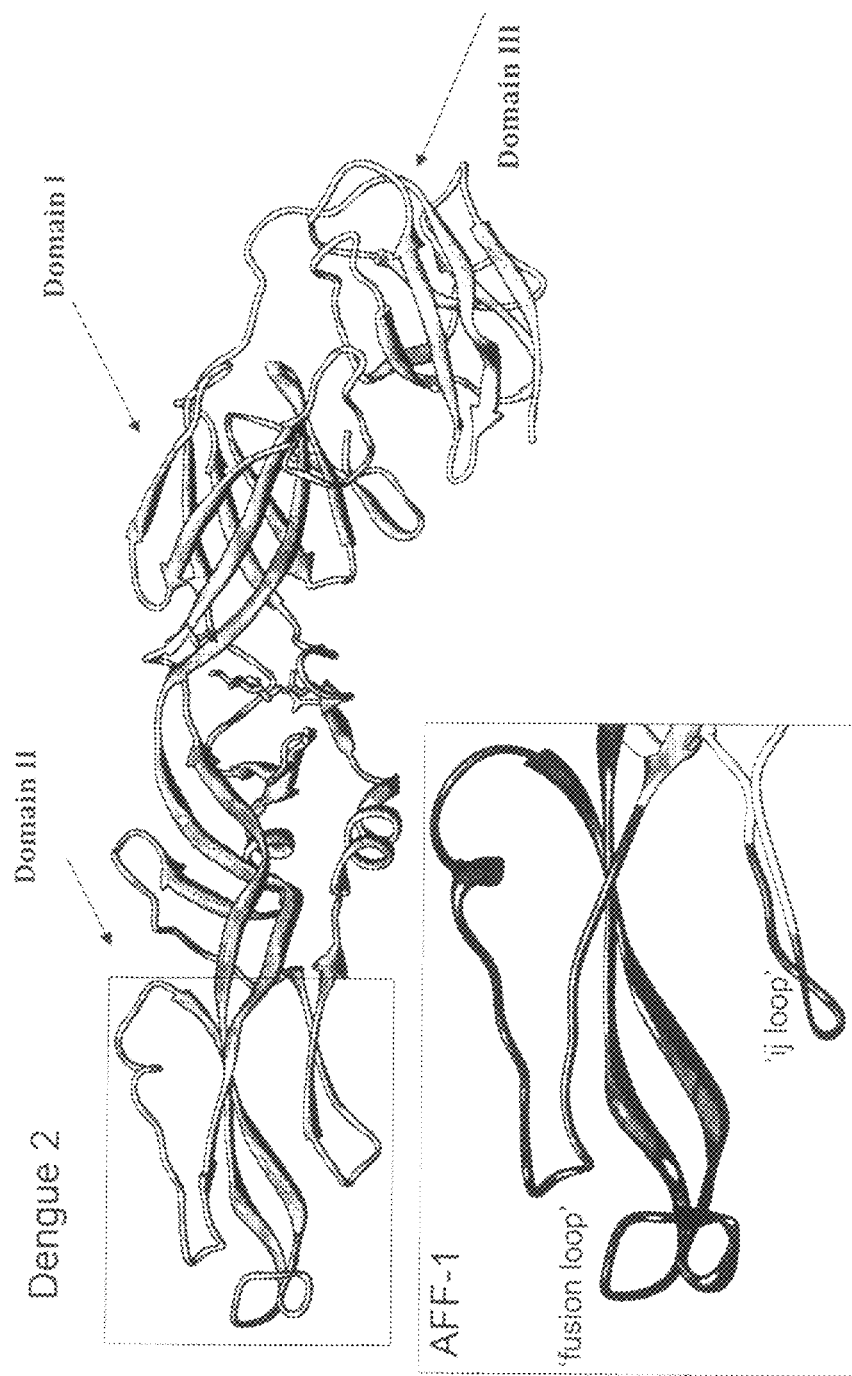 Dengue 2
Domain II
Domain I
Domain III
AFF-1
'fusion loop'
'ij loop'